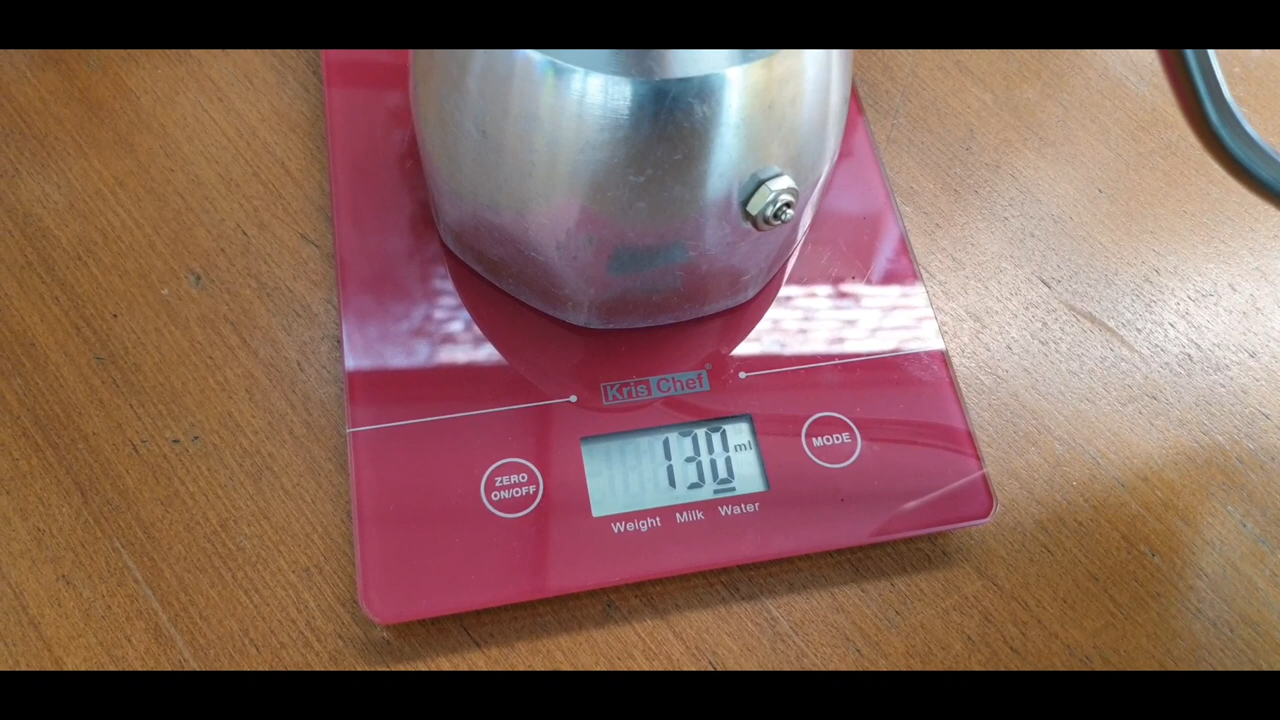 Kris Chef
130 ml
ZERO
ON/OFF
MODE
Weight Milk Water